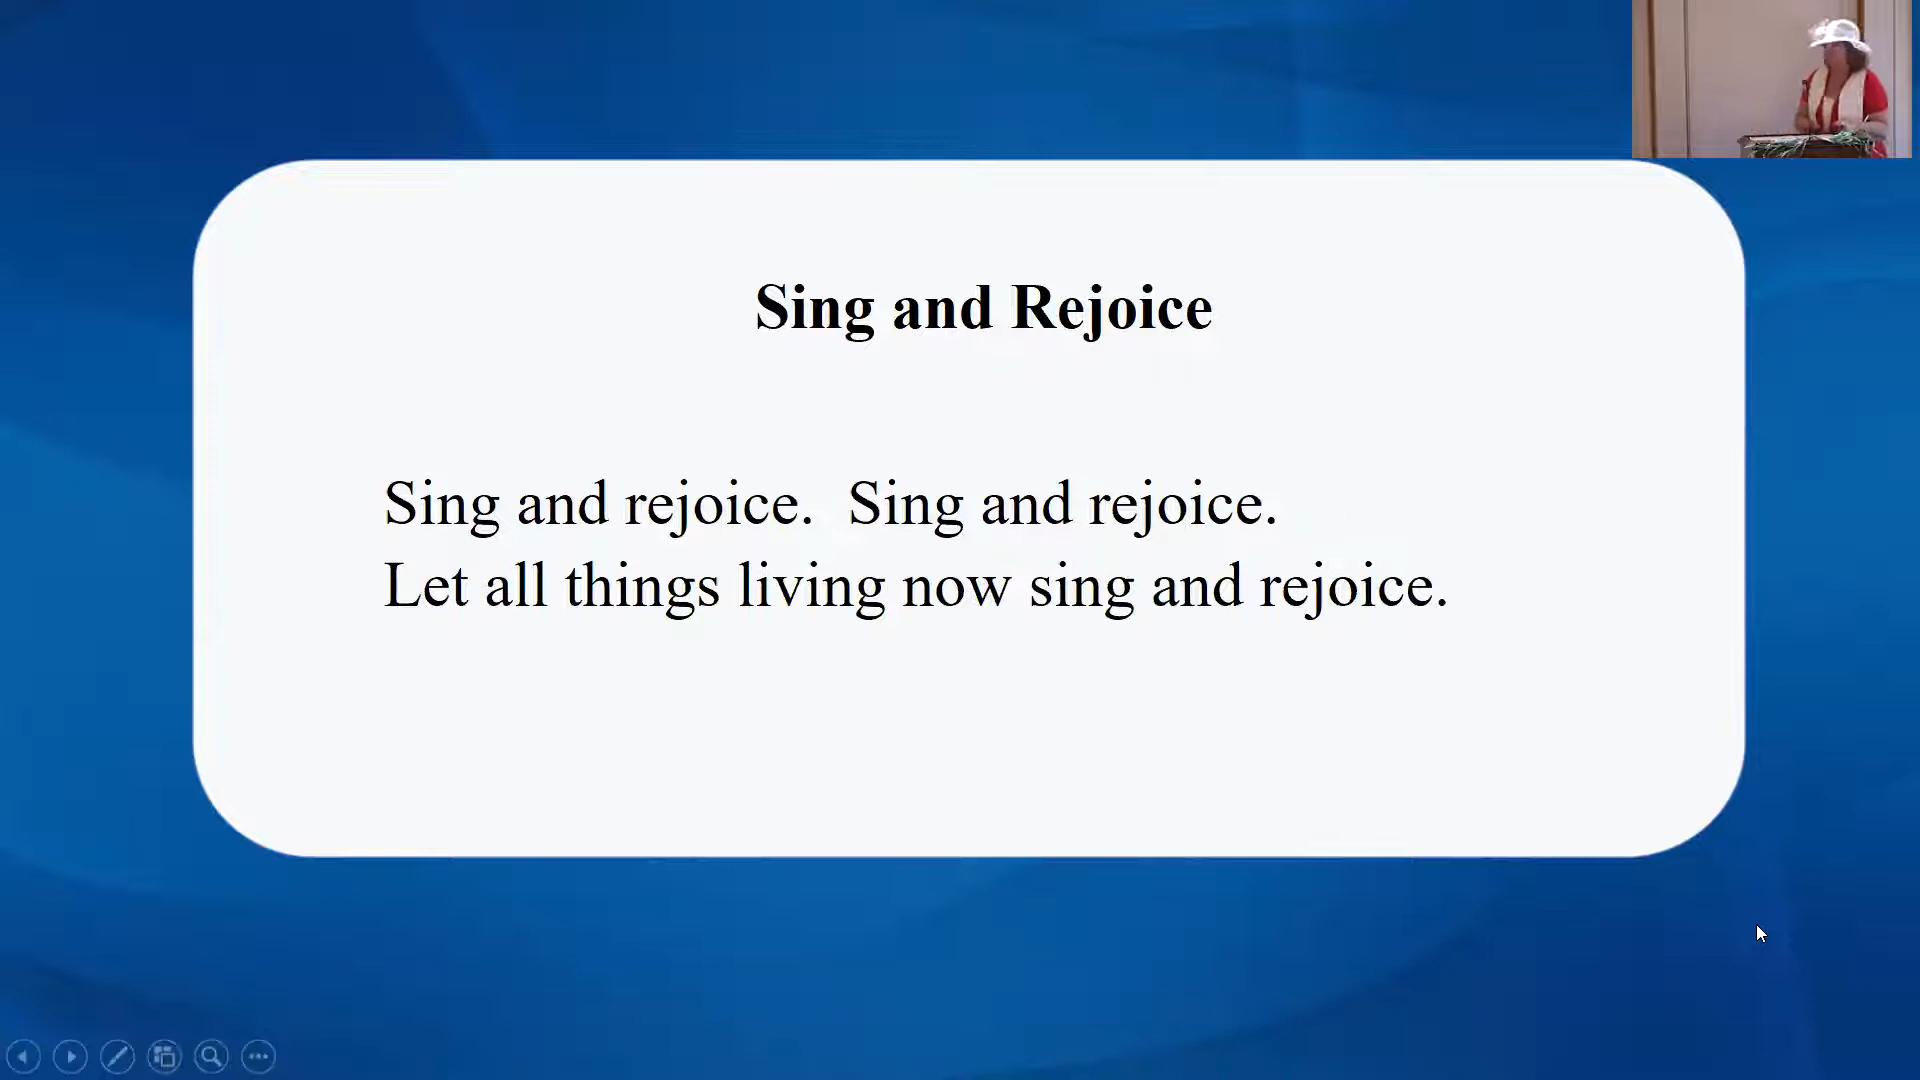 Sing and Rejoice
Sing and rejoice.  Sing and rejoice.
Let all things living now sing and rejoice.